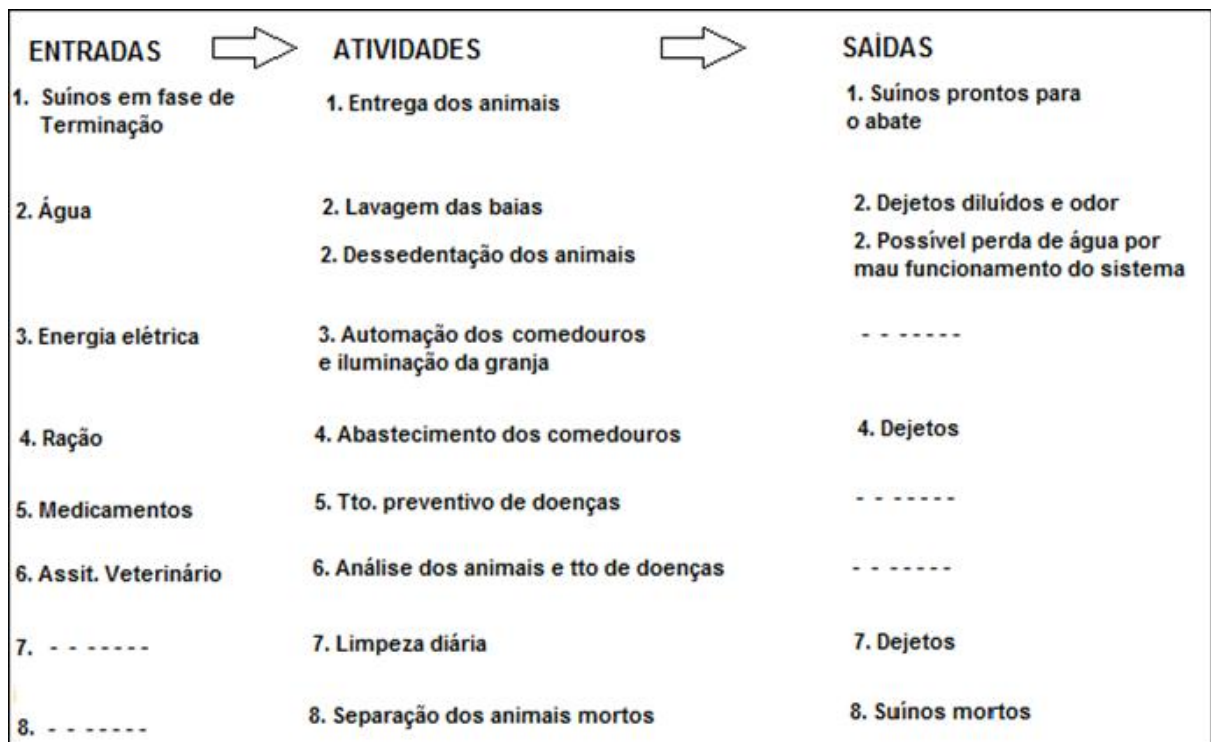 ENTRADAS ATIVIDADES SAÍDAS
1. Suínos em fase de Terminação
1. Entrega dos animais
1. Suínos prontos para
o abate
2. Água
2. Lavagem das baias
2. Dessedentação dos animais
2. Dejetos diluídos e odor
2. Possível perda de água por
mau funcionamento do sistema
3. Energia elétrica
3. Automação dos comedouros
e iluminação da granja
- - - - - - -
4. Ração
4. Abastecimento dos comedouros
4. Dejetos
5. Medicamentos
5. Tto. preventivo de doenças
- - - - - - -
6. Assit. Veterinário
6. Análise dos animais e tto de doenças
- - - - - - -
7. - - - - - - -
7. Limpeza diária
7. Dejetos
8. - - - - - - -
8. Separação dos animais mortos
8. Suínos mortos